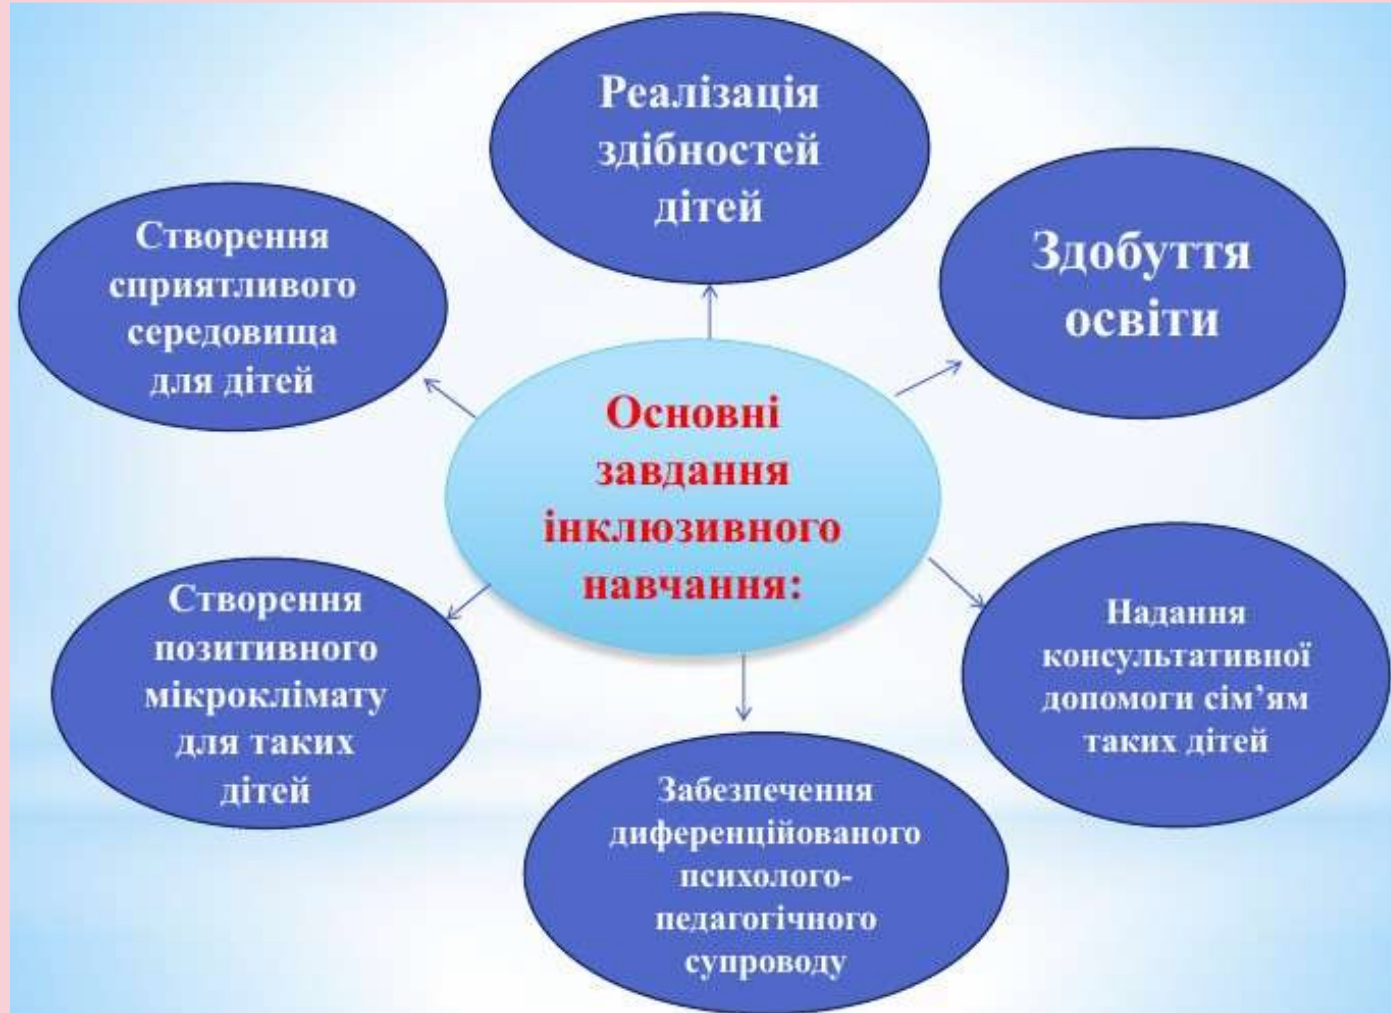 Реалізація
здібностей
дітей
Створення
сприятливого
середовища
для дітей
Здобуття
освіти
Основні
завдання
інклюзивного
навчання:
Створення
позитивного
мікроклімату
для таких
дітей
Надання
консультативної
допомоги сім’ям
таких дітей
Забезпечення
диференційованого
психолого-
педагогічного
супроводу